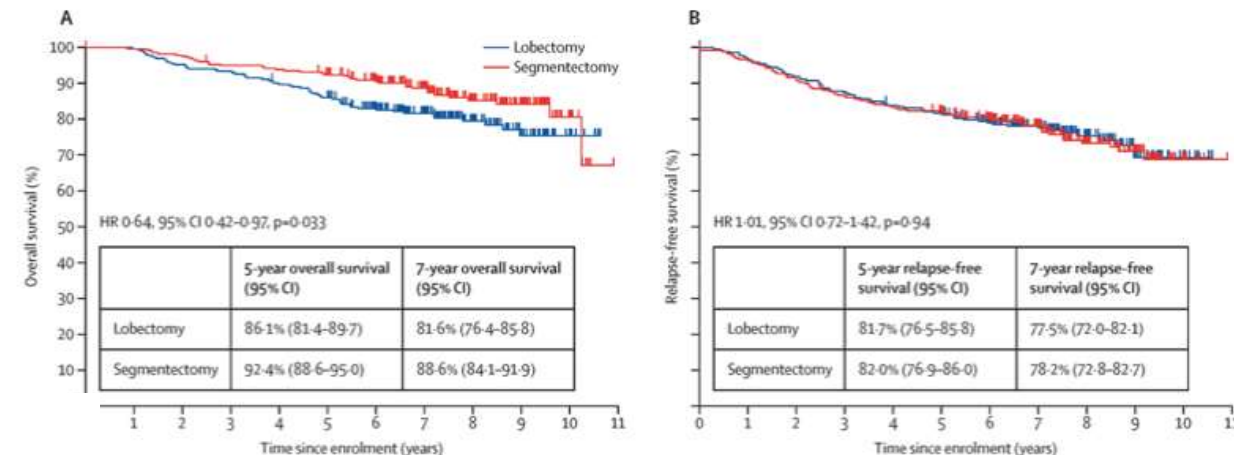 A
100
90
80
70
60
50
40
30
20
10
Overall survival (%)
Lobectomy
Segmentectomy
HR 0·64, 95% CI 0·42–0·97, p=0·033
5-year overall survival
(95% CI)
7-year overall survival
(95% CI)
Lobectomy
86·1% (81·4–89·7)
81·6% (76·4–85·8)
Segmentectomy
92·4% (88·6–95·0)
88·6% (84·1–91·9)
1 2 3 4 5 6 7 8 9 10 11
Time since enrolment (years)
B
Relapse-free survival (%)
HR 1·01, 95% CI 0·72–1·42, p=0·94
5-year relapse-free
survival (95% CI)
7-year relapse-free
survival (95% CI)
Lobectomy
81·7% (76·5–85·8)
77·5% (72·0–82·1)
Segmentectomy
82·0% (76·9–86·0)
78·2% (72·8–82·7)
0 1 2 3 4 5 6 7 8 9 10 11
Time since enrolment (years)